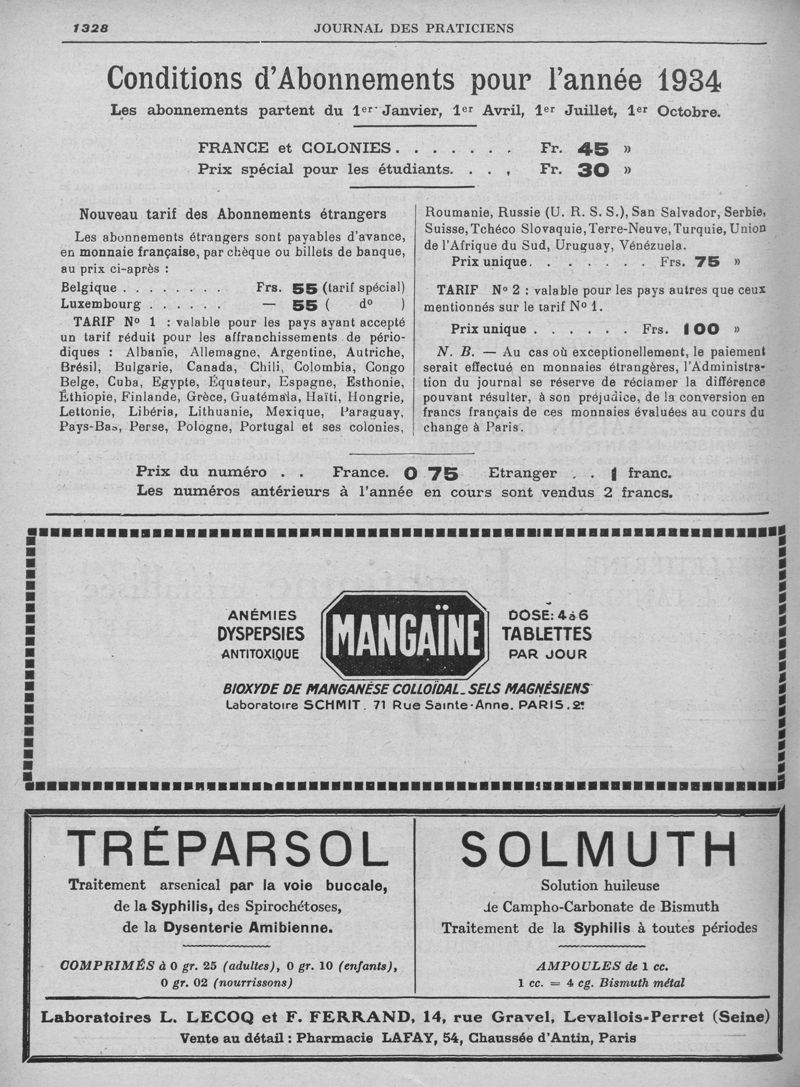 1328
JOURNAL DES PRATICIENS
Conditions d'Abonnements pour l'année 1934
Les abonnements partent du 1er Janvier, 1er Avril, 1er Juillet, 1er Octobre.
FRANCE et COLONIES. . . . . . . Fr. 45 »
Prix spécial pour les étudiants. . . , Fr. 30 »
Nouveau tarif des Abonnements étrangers
Les abonnements étrangers sont payables d'avance,
en monnaie française, par chèque ou billets de banque,
au prix ci-après :
Belgique . . . . . . . . Frs. 55 (tarif spécial)
Luxembourg . . . . . . — 55 ( do )
TARIF No 1 : valable pour les pays ayant accepté
un tarif réduit pour les affranchissements de pério-
diques : Albanie, Allemagne, Argentine, Autriche,
Brésil, Bulgarie, Canada, Chili, Colombia, Congo
Belge, Cuba, Egypte, Équateur, Espagne, Esthonie,
Éthiopie, Finlande, Grèce, Guatémala, Haïti, Hongrie,
Lettonie, Libéria, Lithuanie, Mexique, Paraguay,
Pays-Bas, Perse, Pologne, Portugal et ses colonies,
Roumanie, Russie (U. R. S. S.), San Salvador, Serbie,
Suisse, Tchéco Slovaquie, Terre-Neuve, Turquie, Union
de l'Afrique du Sud, Uruguay, Vénézuela.
Prix unique. . . . . . . . Frs. 75 »
TARIF No 2 : valable pour les pays autres que ceux
mentionnés sur le tarif No 1.
Prix unique . . . . . . Frs. 100 »
N. B. — Au cas où exceptionellement, le paiement
serait effectué en monnaies étrangères, l'Administra-
tion du journal se réserve de réclamer la différence
pouvant résulter, à son préjudice, de la conversion en
francs français de ces monnaies évaluées au cours du
change à Paris.
Prix du numéro . . France. 0 75 Etranger . . 1 franc.
Les numéros antérieurs à l'année en cours sont vendus 2 francs.
ANÉMIES
DYSPEPSIES
ANTITOXIQUE
MANGAÏNE
DOSE: 4 à 6
TABLETTES
PAR JOUR
BIOXYDE DE MANGANÈSE COLLOÏDAL_ SELS MAGNÉSIENS
Laboratoire SCHMIT. 71 Rue Sainte-Anne. PARIS. 2e
TRÉPARSOL
Traitement arsenical par la voie buccale,
de la Syphilis, des Spirochétoses,
de la Dysenterie Amibienne.
COMPRIMÉS à 0 gr. 25 (adultes), 0 gr. 10 (enfants),
0 gr. 02 (nourrissons)
SOLMUTH
Solution huileuse
de Campho-Carbonate de Bismuth
Traitement de la Syphilis à toutes périodes
AMPOULES de 1 cc.
1 cc. = 4 cg. Bismuth métal
Laboratoires L. LECOQ et F. FERRAND, 14, rue Gravel, Levallois-Perret (Seine)
Vente au détail : Pharmacie LAFAY, 54, Chaussée d'Antin, Paris